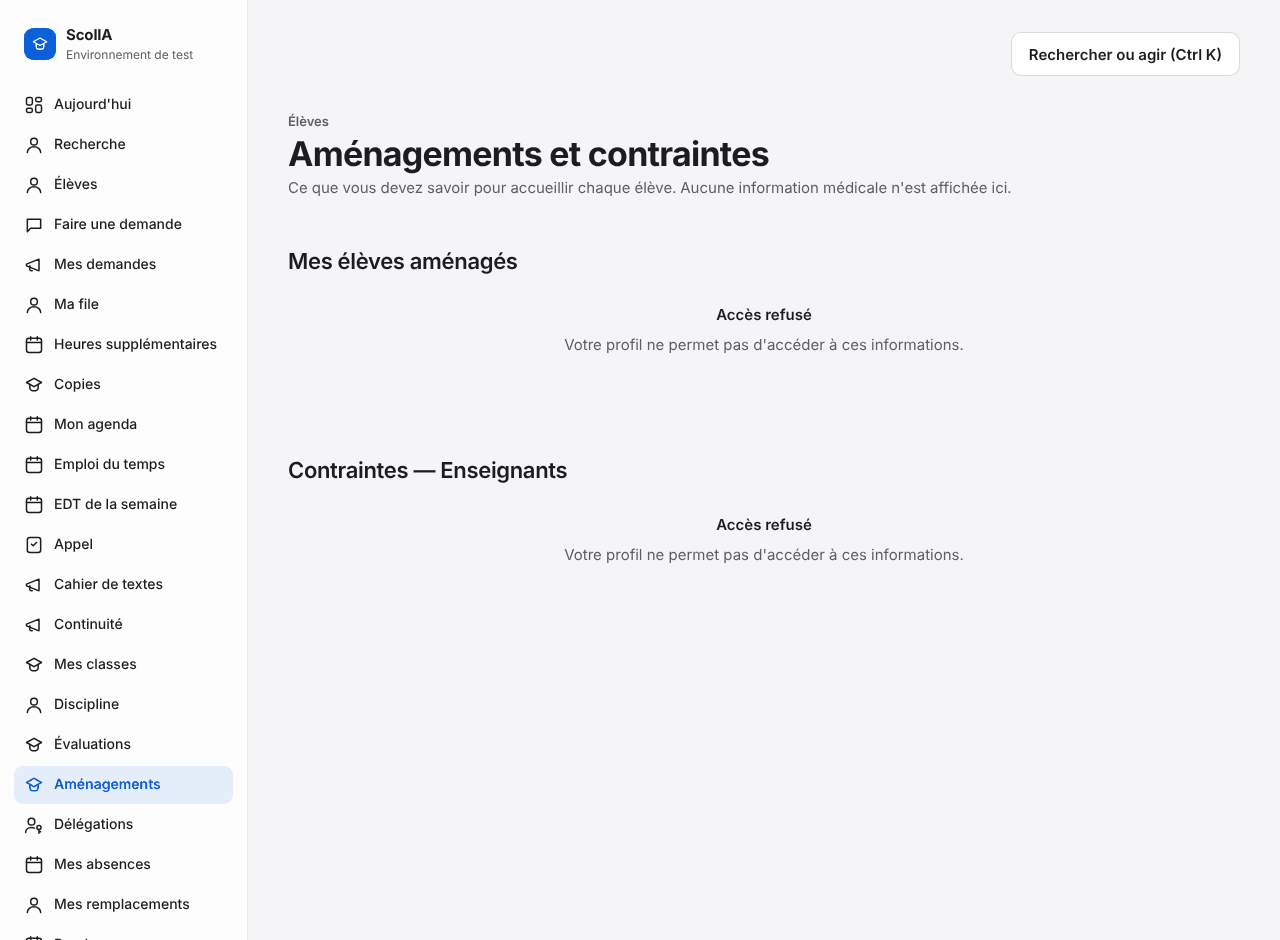 ScolIA
Environnement de test
Aujourd'hui
Recherche
Élèves
Faire une demande
Mes demandes
Ma file
Heures supplémentaires
Copies
Mon agenda
Emploi du temps
EDT de la semaine
Appel
Cahier de textes
Continuité
Mes classes
Discipline
Évaluations
Aménagements
Délégations
Mes absences
Mes remplacements
Rechercher ou agir (Ctrl K)
Élèves
Aménagements et contraintes
Ce que vous devez savoir pour accueillir chaque élève. Aucune information médicale n'est affichée ici.
Mes élèves aménagés
Accès refusé
Votre profil ne permet pas d'accéder à ces informations.
Contraintes — Enseignants
Accès refusé
Votre profil ne permet pas d'accéder à ces informations.